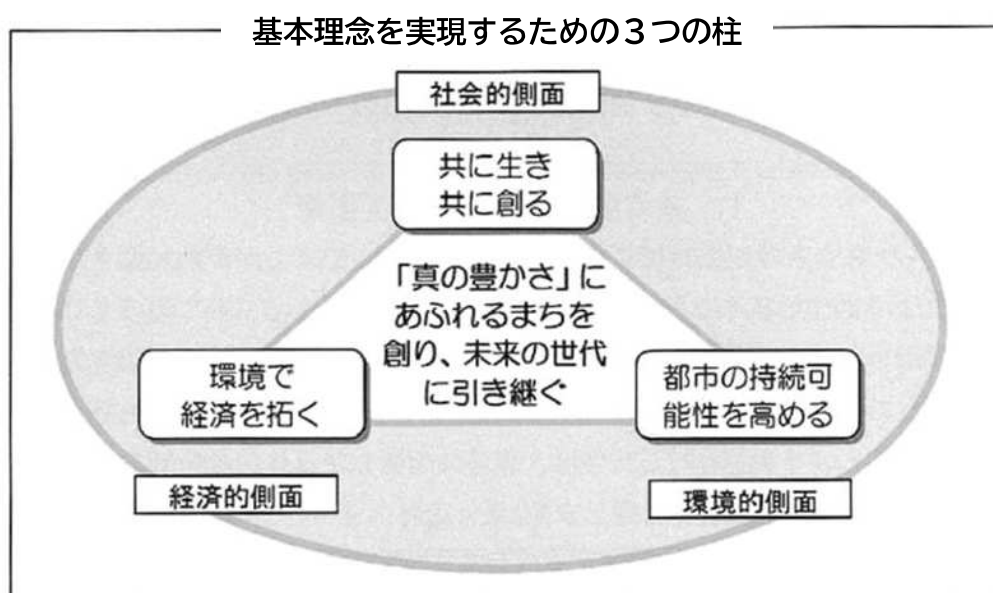 基本理念を実現するための３つの柱
社会的側面
共に生き
共に創る
「真の豊かさ」に
あふれるまちを
創り、未来の世代
に引き継ぐ
環境で
経済を拓く
都市の持続可
能性を高める
経済的側面
環境的側面